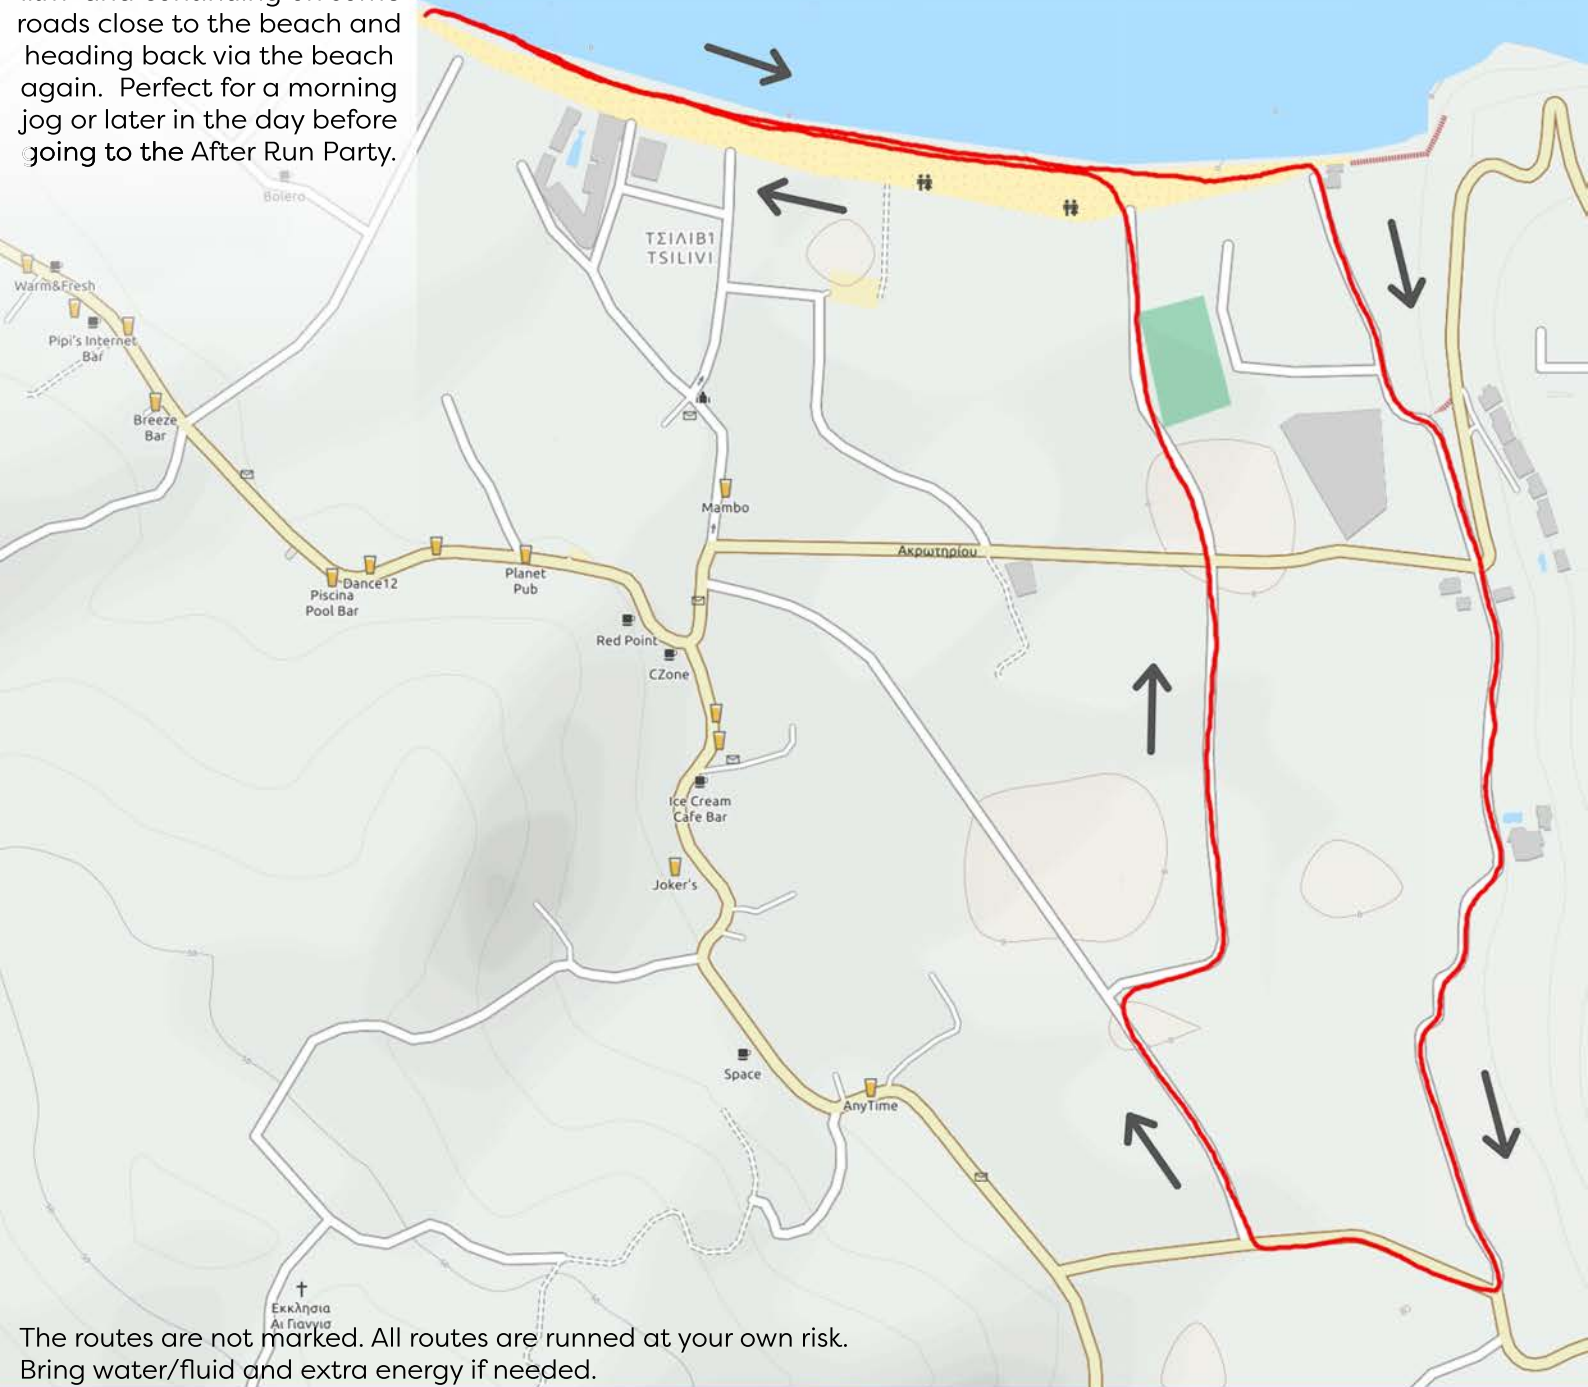 roads close to the beach and
heading back via the beach
again. Perfect for a morning
jog or later in the day before
going to the After Run Party.
Bolero
Warm&Fresh
Pipi's Internet
Bar
Breeze
Bar
ΤΣΙΛΙΒ1
TSILIVI
Mambo
Ακρωτηρίου
Planet
Pub
Dance12
Piscina
Pool Bar
Red Point
CZone
Ice Cream
Cafe Bar
Joker's
Space
AnyTime
Εκκλησια
Αι Γιαννισ
The routes are not marked. All routes are runned at your own risk.
Bring water/fluid and extra energy if needed.